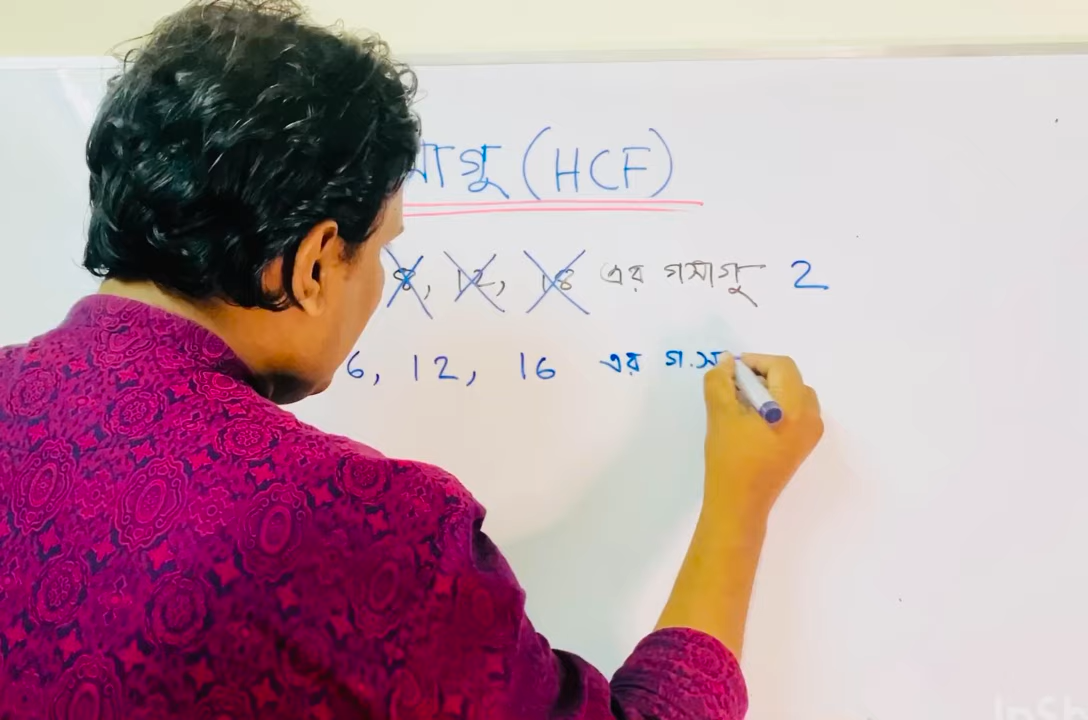 (HCF)
8, 12, 18 এর গসাগু 2
6, 12, 16 এর গ.সা